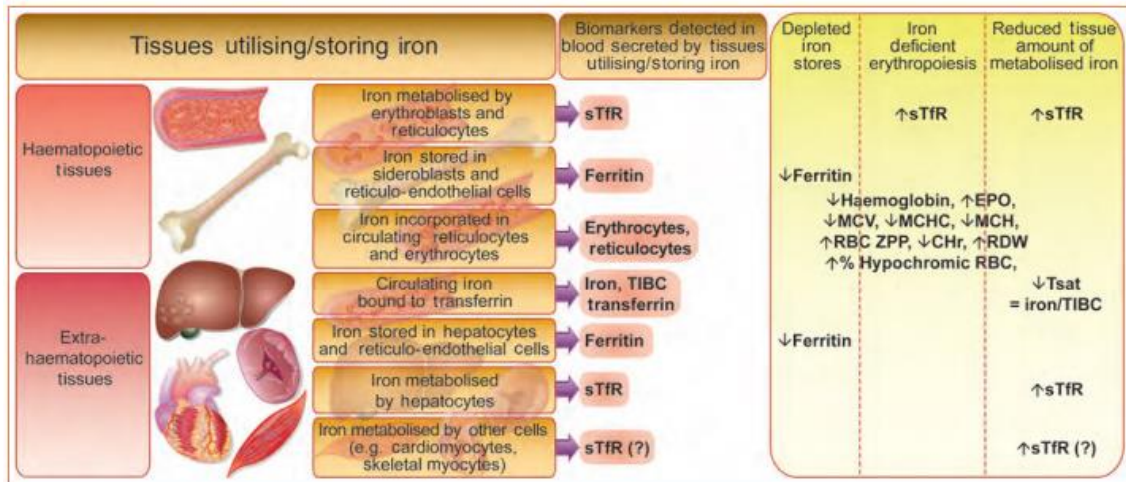 Tissues utilising/storing iron
Biomarkers detected in
blood secreted by tissues
utilising/storing iron
Depleted
iron
stores
Iron
deficient
erythropoiesis
Reduced tissue
amount of
metabolised iron
Haematopoietic
tissues
Iron metabolised by
erythroblasts and
reticulocytes
sTfR
↑sTfR
↑sTfR
Iron stored in
sideroblasts and
reticulo-endothelial cells
Ferritin
↓Ferritin
Iron incorporated in
circulating reticulocytes
and erythrocytes
Erythrocytes,
reticulocytes
↓Haemoglobin, ↑EPO,
↓MCV, ↓MCHC, ↓MCH,
↑RBC ZPP, ↓CHr, ↑RDW
↑% Hypochromic RBC,
Extra-
haematopoietic
tissues
Circulating iron
bound to transferrin
Iron, TIBC
transferrin
↓Tsat
= iron/TIBC
Iron stored in hepatocytes
and reticulo-endothelial cells
Ferritin
↓Ferritin
Iron metabolised
by hepatocytes
sTfR
↑sTfR
Iron metabolised by other cells
(e.g. cardiomyocytes,
skeletal myocytes)
sTfR (?)
↑sTfR (?)